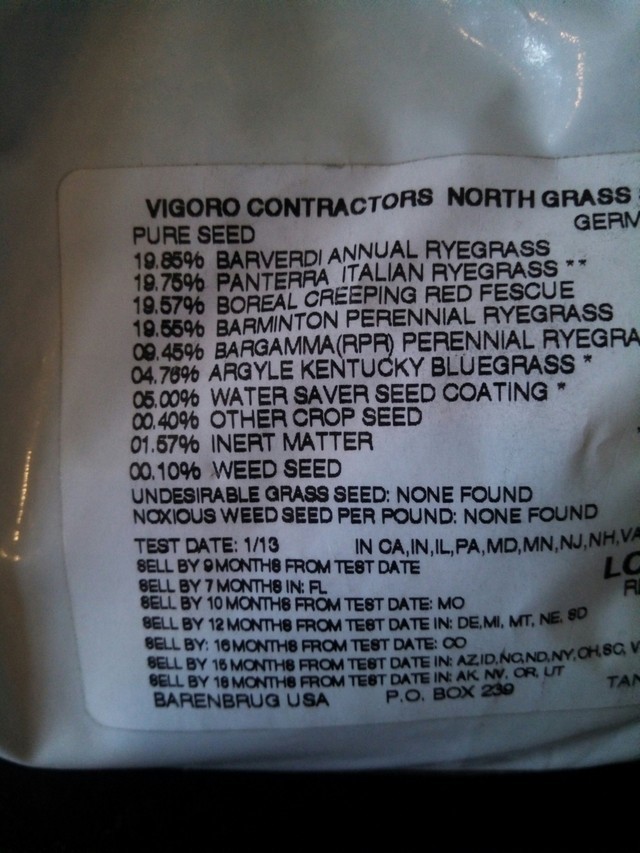 VIGORO CONTRACTORS NORTH GRASS
PURE SEED GERM
19.85% BARVERDI ANNUAL RYEGRASS
19.75% PANTERRA ITALIAN RYEGRASS **
19.57% BOREAL CREEPING RED FESCUE
19.55% BARMINTON PERENNIAL RYEGRASS
09.45% BARGAMMA(RPR) PERENNIAL RYEGRA
04.76% ARGYLE KENTUCKY BLUEGRASS *
05.00% WATER SAVER SEED COATING *
00.40% OTHER CROP SEED
01.57% INERT MATTER
00.10% WEED SEED
UNDESIRABLE GRASS SEED: NONE FOUND
NOXIOUS WEED SEED PER POUND: NONE FOUND
TEST DATE: 1/13 IN CA,IN,IL,PA,MD,MN,NJ,NH,VA
SELL BY 9 MONTHS FROM TEST DATE LO
SELL BY 7 MONTHS IN: FL R
SELL BY 10 MONTHS FROM TEST DATE: MO
SELL BY 12 MONTHS FROM TEST DATE IN: DE,MI, MT, NE, SD
SELL BY: 16 MONTHS FROM TEST DATE: CO
SELL BY 15 MONTHS FROM TEST DATE IN: AZ,ID,NC,ND,NY,OH,SC, V
SELL BY 18 MONTHS FROM TEST DATE IN: AK, NV, OR, UT
BARENBRUG USA P.O. BOX 239 TAN